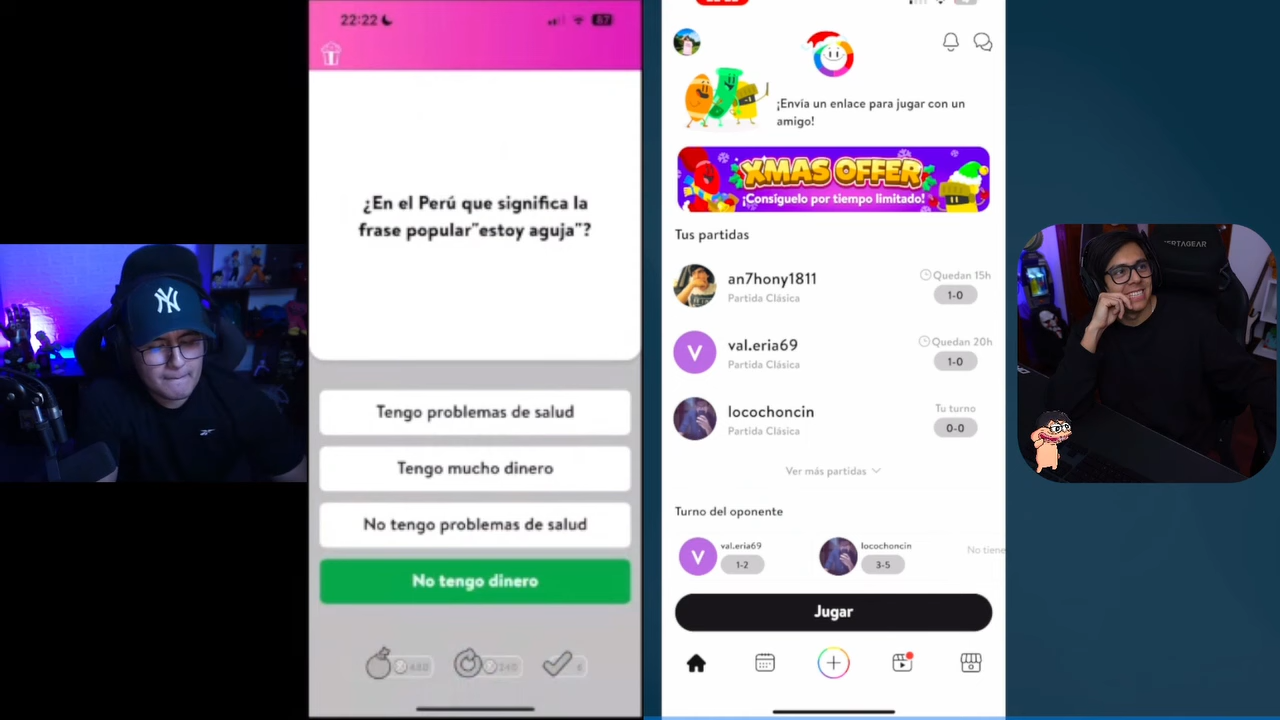 22:22
87
¿En el Perú que significa la
frase popular"estoy aguja"?
Tengo problemas de salud
Tengo mucho dinero
No tengo problemas de salud
No tengo dinero
¡Envía un enlace para jugar con un
amigo!
XMAS OFFER
¡Consíguelo por tiempo limitado!
Tus partidas
an7hony1811
Partida Clásica
Quedan 15h
1-0
V
val.eria69
Partida Clásica
Quedan 20h
1-0
locochoncin
Partida Clásica
Tu turno
0-0
Ver más partidas
Turno del oponente
V
val.eria69
1-2
locochoncin
3-5
No tiene
Jugar
NY